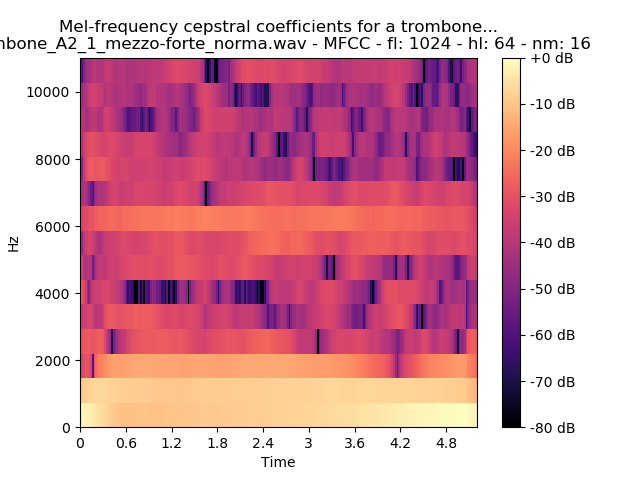 Mel-frequency cepstral coefficients for a trombone...
nbone_A2_1_mezzo-forte_norma.wav - MFCC - fl: 1024 - hl: 64 - nm: 16
10000
8000
6000
4000
2000
0
Hz
0 0.6 1.2 1.8 2.4 3 3.6 4.2 4.8
Time
+0 dB
-10 dB
-20 dB
-30 dB
-40 dB
-50 dB
-60 dB
-70 dB
-80 dB